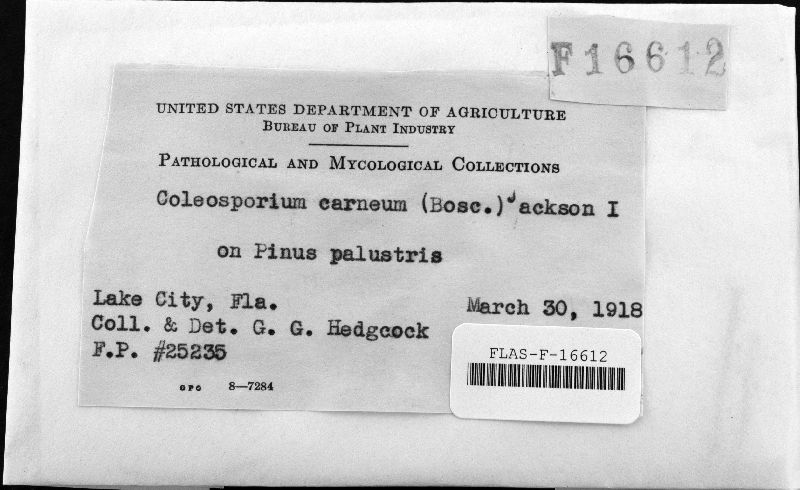 F16612
UNITED STATES DEPARTMENT OF AGRICULTURE
BUREAU OF PLANT INDUSTRY
PATHOLOGICAL AND MYCOLOGICAL COLLECTIONS
Coleosporium carneum (Bosc.) Jackson I
on Pinus palustris
Lake City, Fla. March 30, 1918
Coll. & Det. G. G. Hedgcock
F.P. #25235
GPO 8—7284
FLAS-F-16612